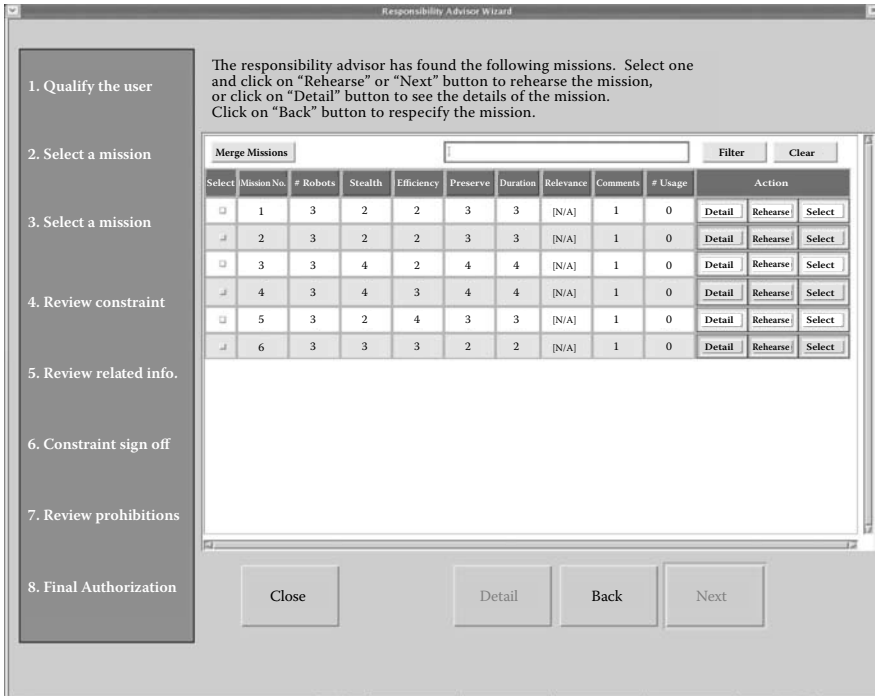 Responsibility Advisor Wizard
The responsibility advisor has found the following missions. Select one
and click on “Rehearse” or “Next” button to rehearse the mission,
or click on “Detail” button to see the details of the mission.
Click on “Back” button to respecify the mission.
1. Qualify the user
2. Select a mission
3. Select a mission
4. Review constraint
5. Review related info.
6. Constraint sign off
7. Review prohibitions
8. Final Authorization
Merge Missions Filter Clear
Select Mission No. # Robots Stealth Efficiency Preserve Duration Relevance Comments # Usage Action
1 3 2 2 3 3 [N/A] 1 0 Detail Rehearse Select
2 3 2 2 3 3 [N/A] 1 0 Detail Rehearse Select
3 3 4 2 4 4 [N/A] 1 0 Detail Rehearse Select
4 3 4 3 4 4 [N/A] 1 0 Detail Rehearse Select
5 3 2 4 3 3 [N/A] 1 0 Detail Rehearse Select
6 3 3 3 2 2 [N/A] 1 0 Detail Rehearse Select
Close Detail Back Next